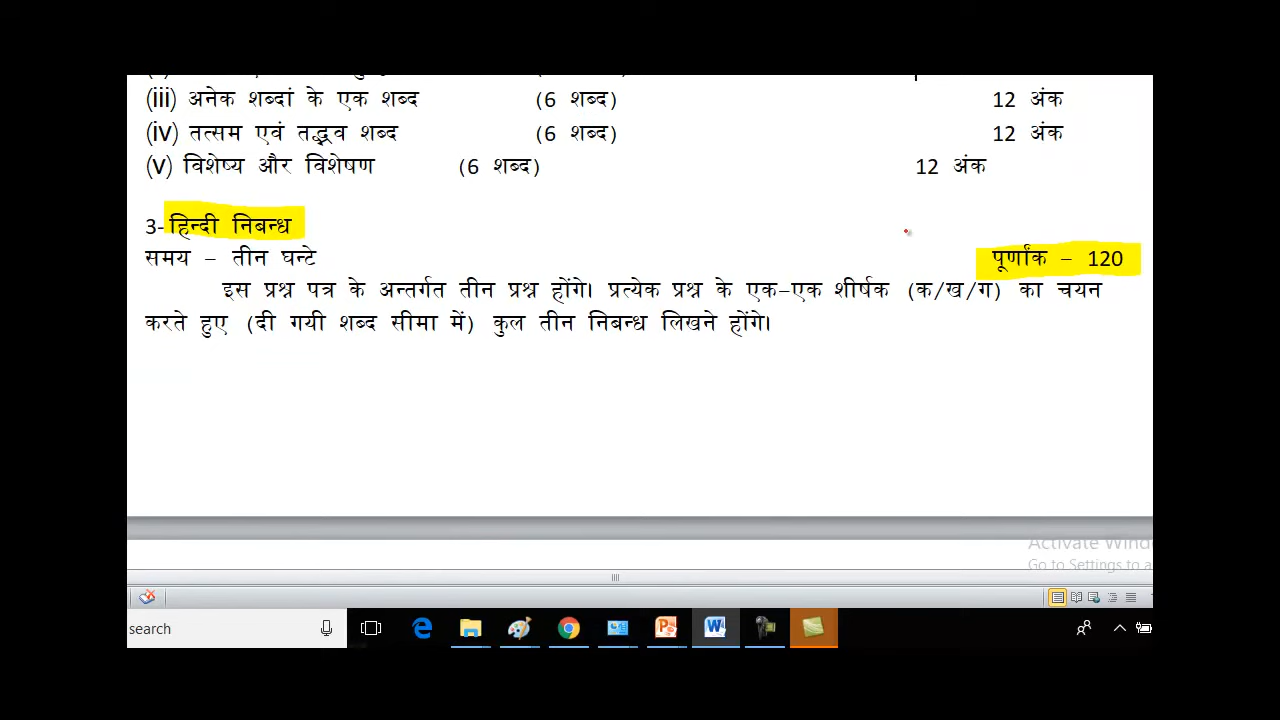 (iii) अनेक शब्दां के एक शब्द (6 शब्द) 12 अंक
(iv) तत्सम एवं तद्भव शब्द (6 शब्द) 12 अंक
(v) विशेष्य और विशेषण (6 शब्द) 12 अंक
3- हिन्दी निबन्ध
समय – तीन घन्टे पूर्णांक – 120
इस प्रश्न पत्र के अन्तर्गत तीन प्रश्न होंगे। प्रत्येक प्रश्न के एक–एक शीर्षक (क/ख/ग) का चयन
करते हुए (दी गयी शब्द सीमा में) कुल तीन निबन्ध लिखने होंगे।
Activate Wind
Go to Settings to a
search